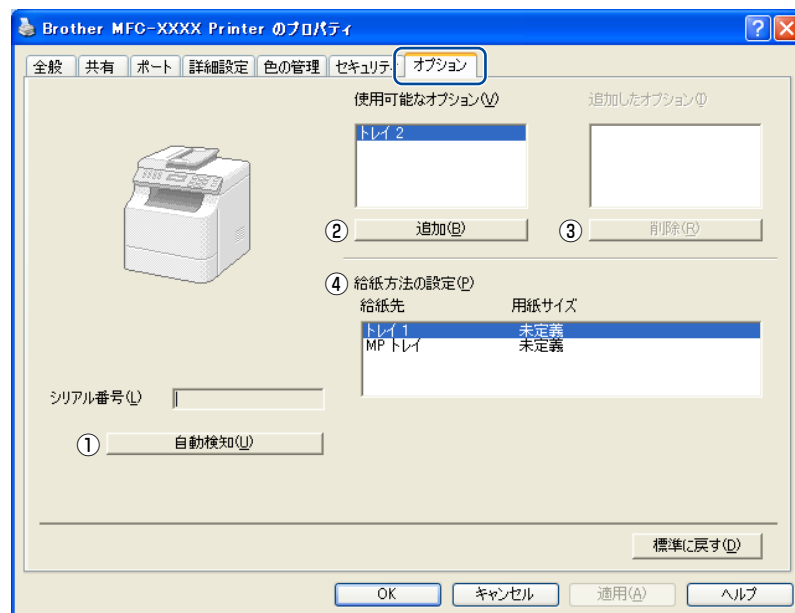 Brother MFC-XXXX Printer のプロパティ
全般 共有 ポート 詳細設定 色の管理 セキュリティ オプション
使用可能なオプション(V) 追加したオプション(I)
トレイ 2
② 追加(B) ③ 削除(R)
④ 給紙方法の設定(P)
給紙先 用紙サイズ
トレイ 1 未定義
MP トレイ 未定義
シリアル番号(L)
① 自動検知(U)
標準に戻す(D)
OK キャンセル 適用(A) ヘルプ